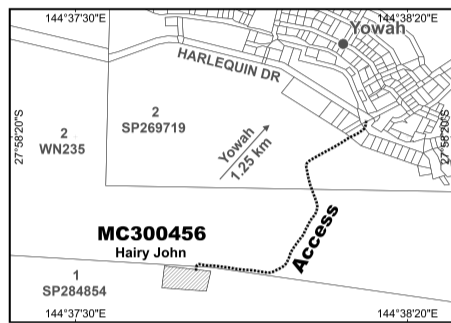 144°37'30"E
144°38'20"E
Yowah
HARLEQUIN DR
27°58'20"S
27°58'20"S
2
SP269719
2
WN235
Yowah
1.25 km
MC300456
Hairy John
Access
1
SP284854
144°37'30"E
144°38'20"E